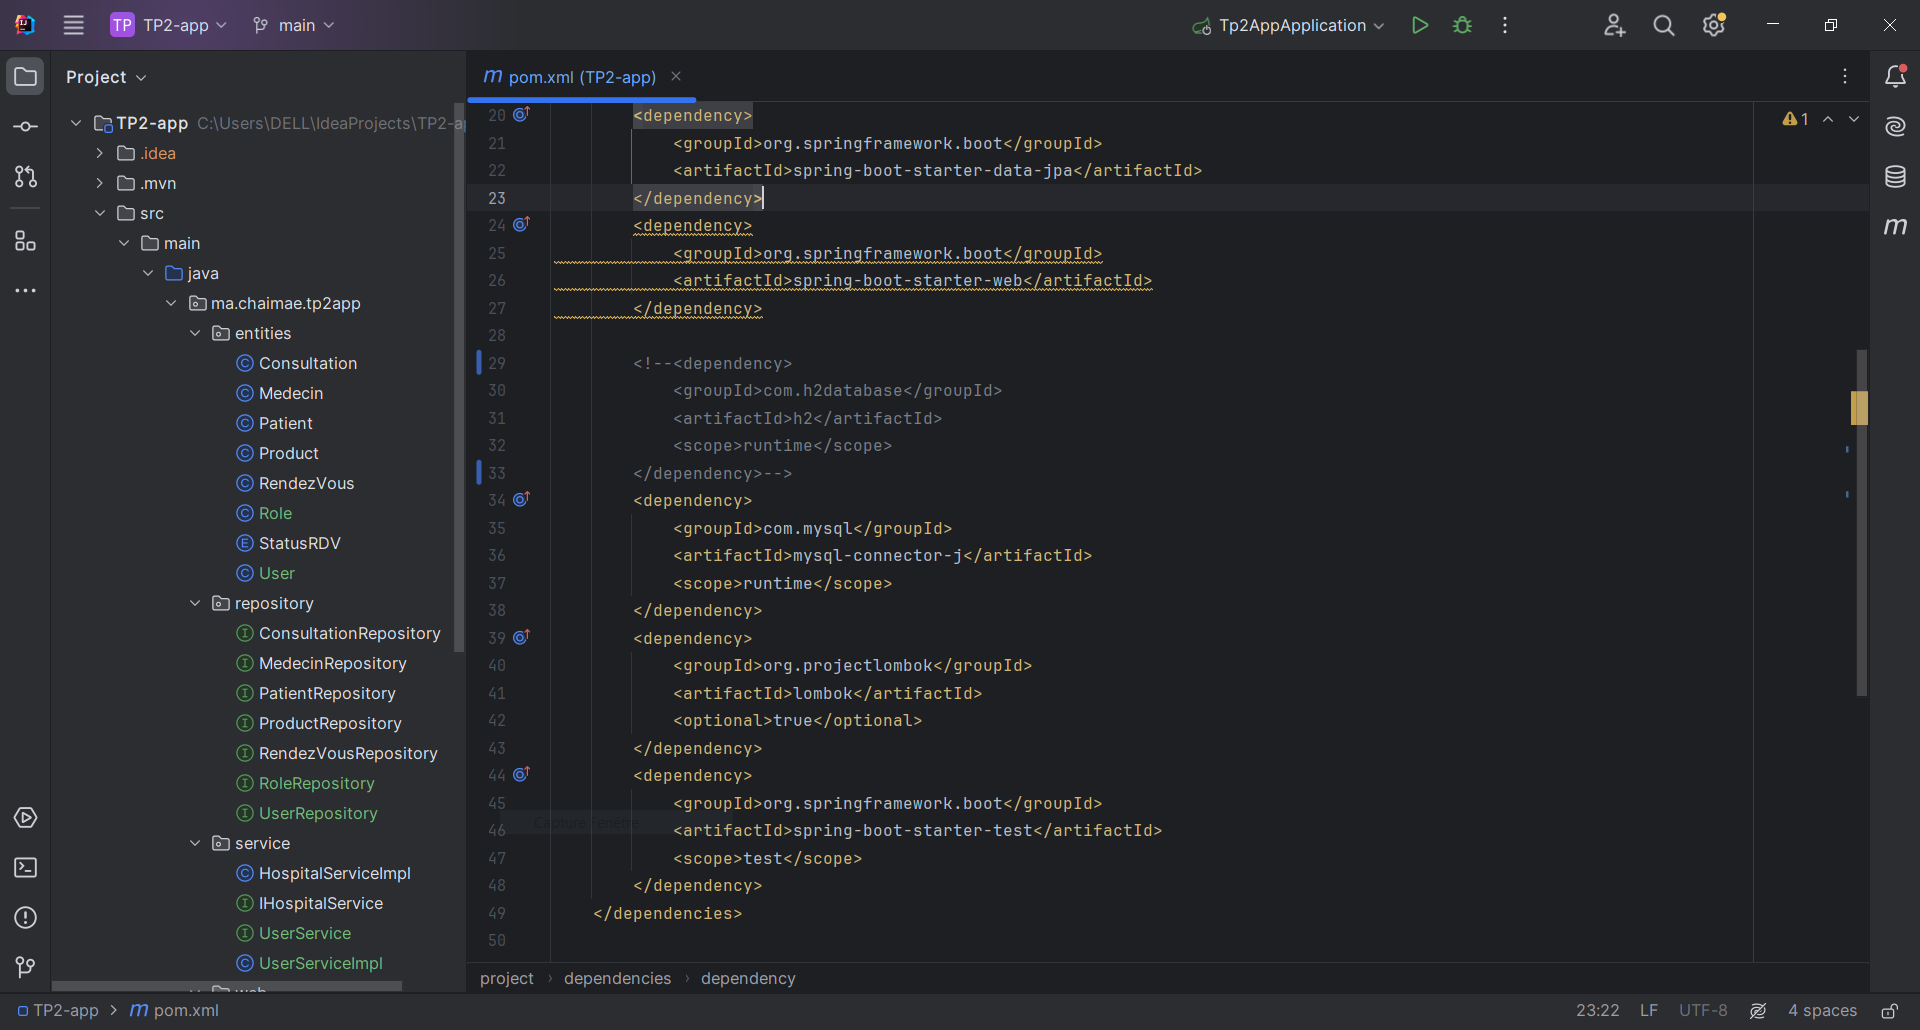 TP TP2-app main Tp2AppApplication
Project
m pom.xml (TP2-app)
TP2-app C:\Users\DELL\IdeaProjects\TP2-a
.idea
.mvn
src
main
java
ma.chaimae.tp2app
entities
Consultation
Medecin
Patient
Product
RendezVous
Role
StatusRDV
User
repository
ConsultationRepository
MedecinRepository
PatientRepository
ProductRepository
RendezVousRepository
RoleRepository
UserRepository
service
HospitalServiceImpl
IHospitalService
UserService
UserServiceImpl
web
1
20 <dependency>
21 <groupId>org.springframework.boot</groupId>
22 <artifactId>spring-boot-starter-data-jpa</artifactId>
23 </dependency>
24 <dependency>
25 <groupId>org.springframework.boot</groupId>
26 <artifactId>spring-boot-starter-web</artifactId>
27 </dependency>
28
29 <!--<dependency>
30 <groupId>com.h2database</groupId>
31 <artifactId>h2</artifactId>
32 <scope>runtime</scope>
33 </dependency>-->
34 <dependency>
35 <groupId>com.mysql</groupId>
36 <artifactId>mysql-connector-j</artifactId>
37 <scope>runtime</scope>
38 </dependency>
39 <dependency>
40 <groupId>org.projectlombok</groupId>
41 <artifactId>lombok</artifactId>
42 <optional>true</optional>
43 </dependency>
44 <dependency>
45 <groupId>org.springframework.boot</groupId>
Capture Fenêtre
46 <artifactId>spring-boot-starter-test</artifactId>
47 <scope>test</scope>
48 </dependency>
49 </dependencies>
50
project › dependencies › dependency
TP2-app > m pom.xml
23:22 LF UTF-8 4 spaces